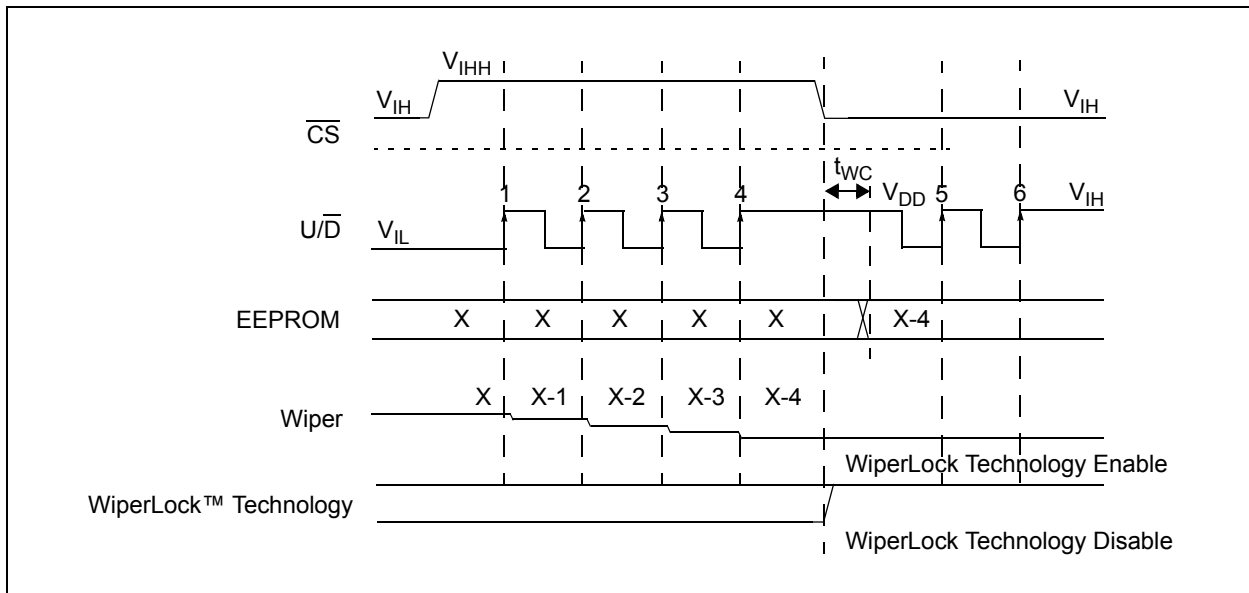 VIHH
VIH VIH
CS
tWC
1 2 3 4 VDD 5 6 VIH
U/D VIL
EEPROM X X X X X X-4
X X-1 X-2 X-3 X-4
Wiper
WiperLock Technology Enable
WiperLock™ Technology
WiperLock Technology Disable